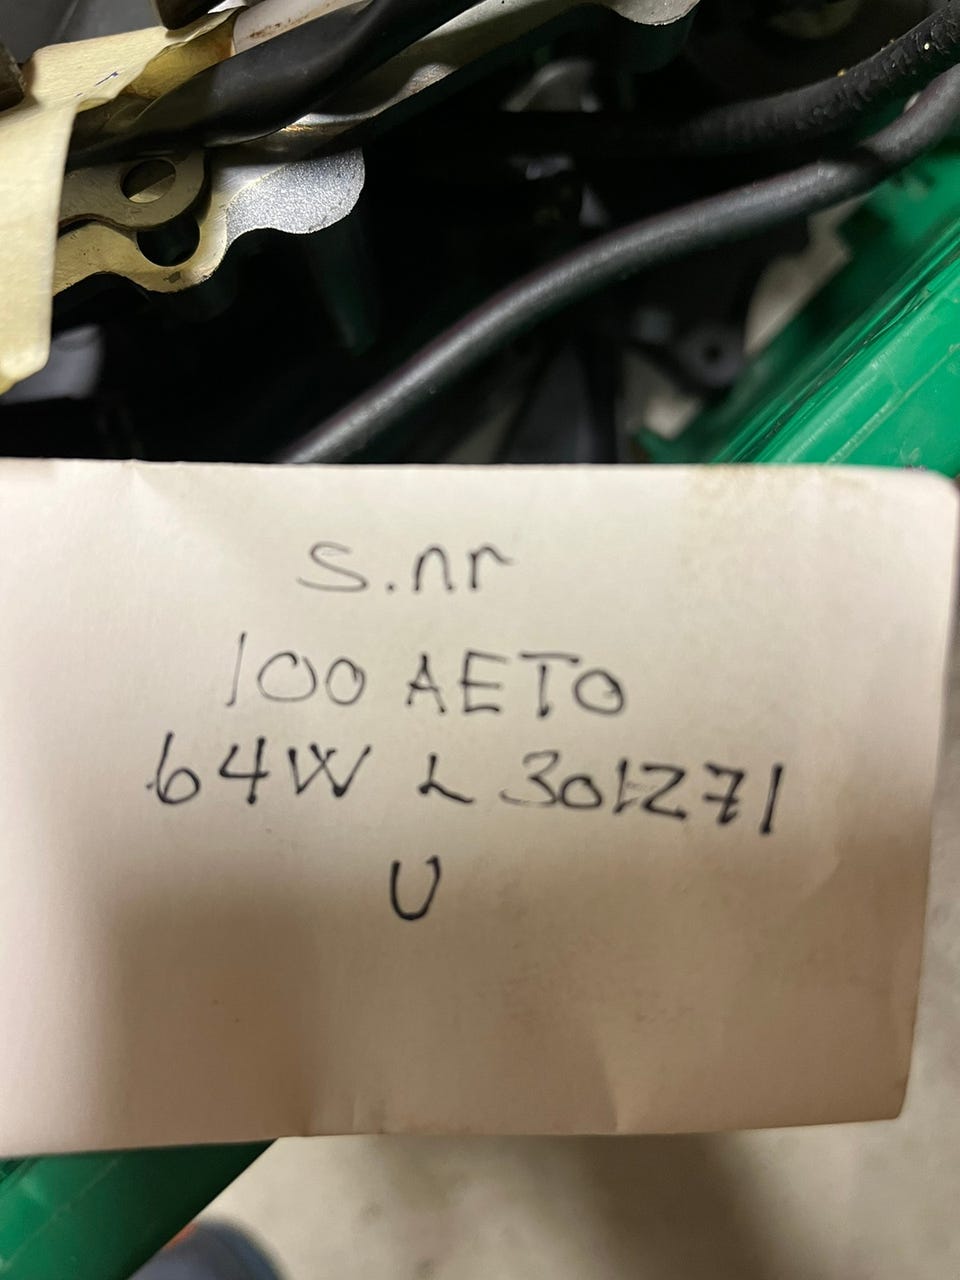 s.nr
100 AETO
64W L 301271
U